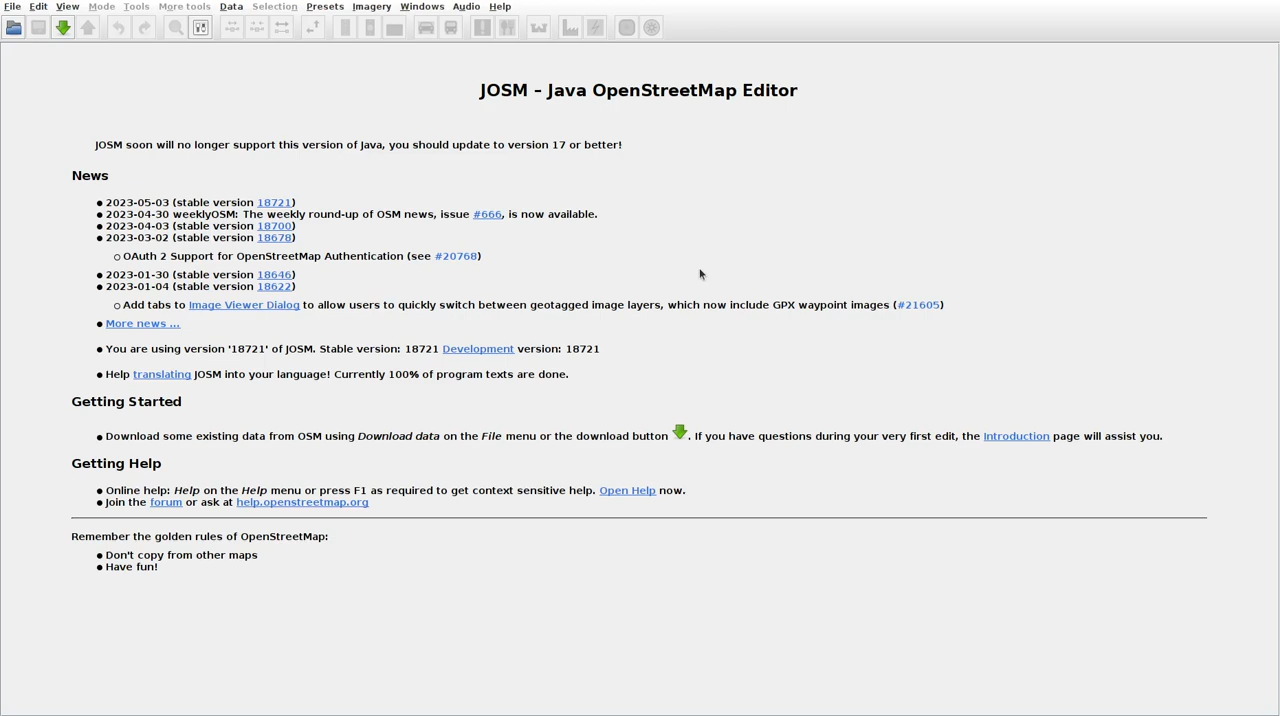 File Edit View Mode Tools More tools Data Selection Presets Imagery Windows Audio Help
JOSM – Java OpenStreetMap Editor
JOSM soon will no longer support this version of Java, you should update to version 17 or better!
News
● 2023-05-03 (stable version 18721)
● 2023-04-30 weeklyOSM: The weekly round-up of OSM news, issue #666, is now available.
● 2023-04-03 (stable version 18700)
● 2023-03-02 (stable version 18678)
○ OAuth 2 Support for OpenStreetMap Authentication (see #20768)
● 2023-01-30 (stable version 18646)
● 2023-01-04 (stable version 18622)
○ Add tabs to Image Viewer Dialog to allow users to quickly switch between geotagged image layers, which now include GPX waypoint images (#21605)
● More news ...
● You are using version '18721' of JOSM. Stable version: 18721 Development version: 18721
● Help translating JOSM into your language! Currently 100% of program texts are done.
Getting Started
● Download some existing data from OSM using Download data on the File menu or the download button . If you have questions during your very first edit, the Introduction page will assist you.
Getting Help
● Online help: Help on the Help menu or press F1 as required to get context sensitive help. Open Help now.
● Join the forum or ask at help.openstreetmap.org
Remember the golden rules of OpenStreetMap:
● Don't copy from other maps
● Have fun!